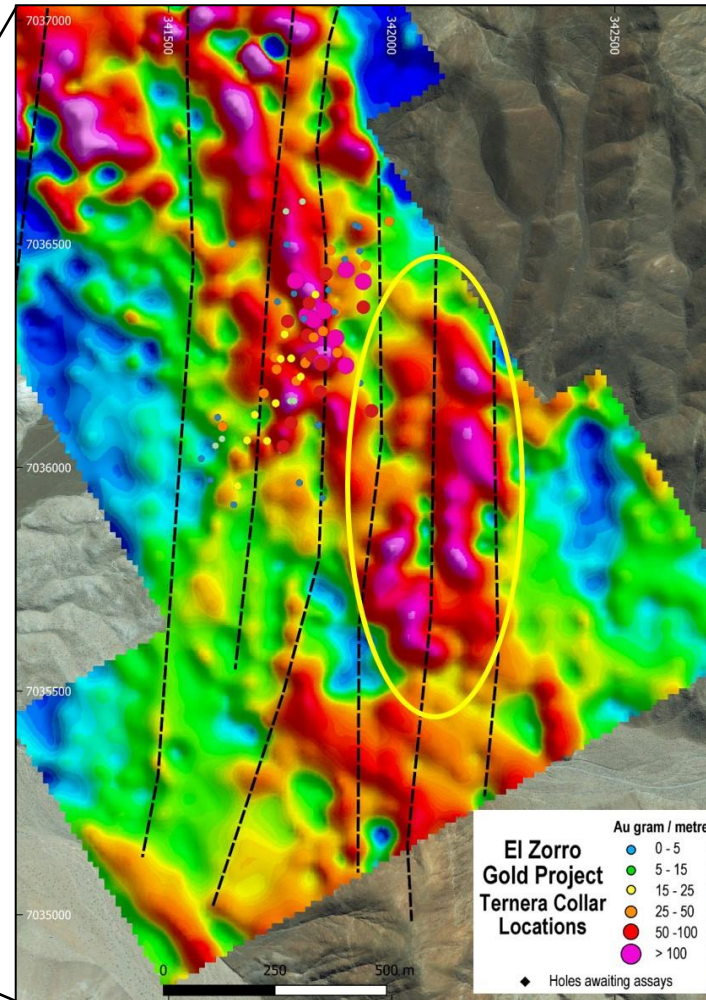 7037000
341500
342000
342500
7036500
7036000
7035500
7035000
El Zorro
Gold Project
Ternera Collar
Locations
Au gram / metre
0 - 5
5 - 15
15 - 25
25 - 50
50 -100
> 100
Holes awaiting assays
0 250 500 m